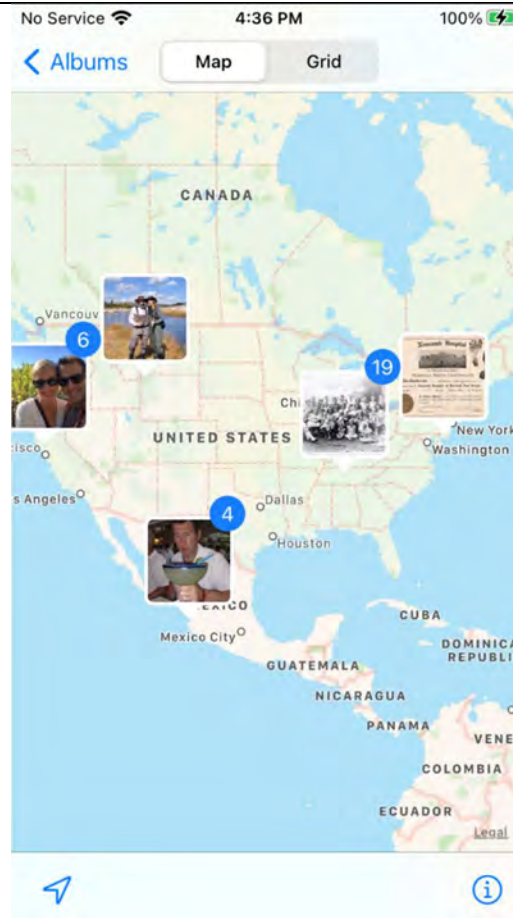 No Service 4:36 PM 100%
Albums Map Grid
CANADA
Vancouv
6
19
Chi
New York
Washington
UNITED STATES
isco
s Angeles
4
Dallas
Houston
MEXICO
Mexico City
CUBA
DOMINICA
REPUBLI
GUATEMALA
NICARAGUA
PANAMA
VENE
COLOMBIA
ECUADOR
Legal